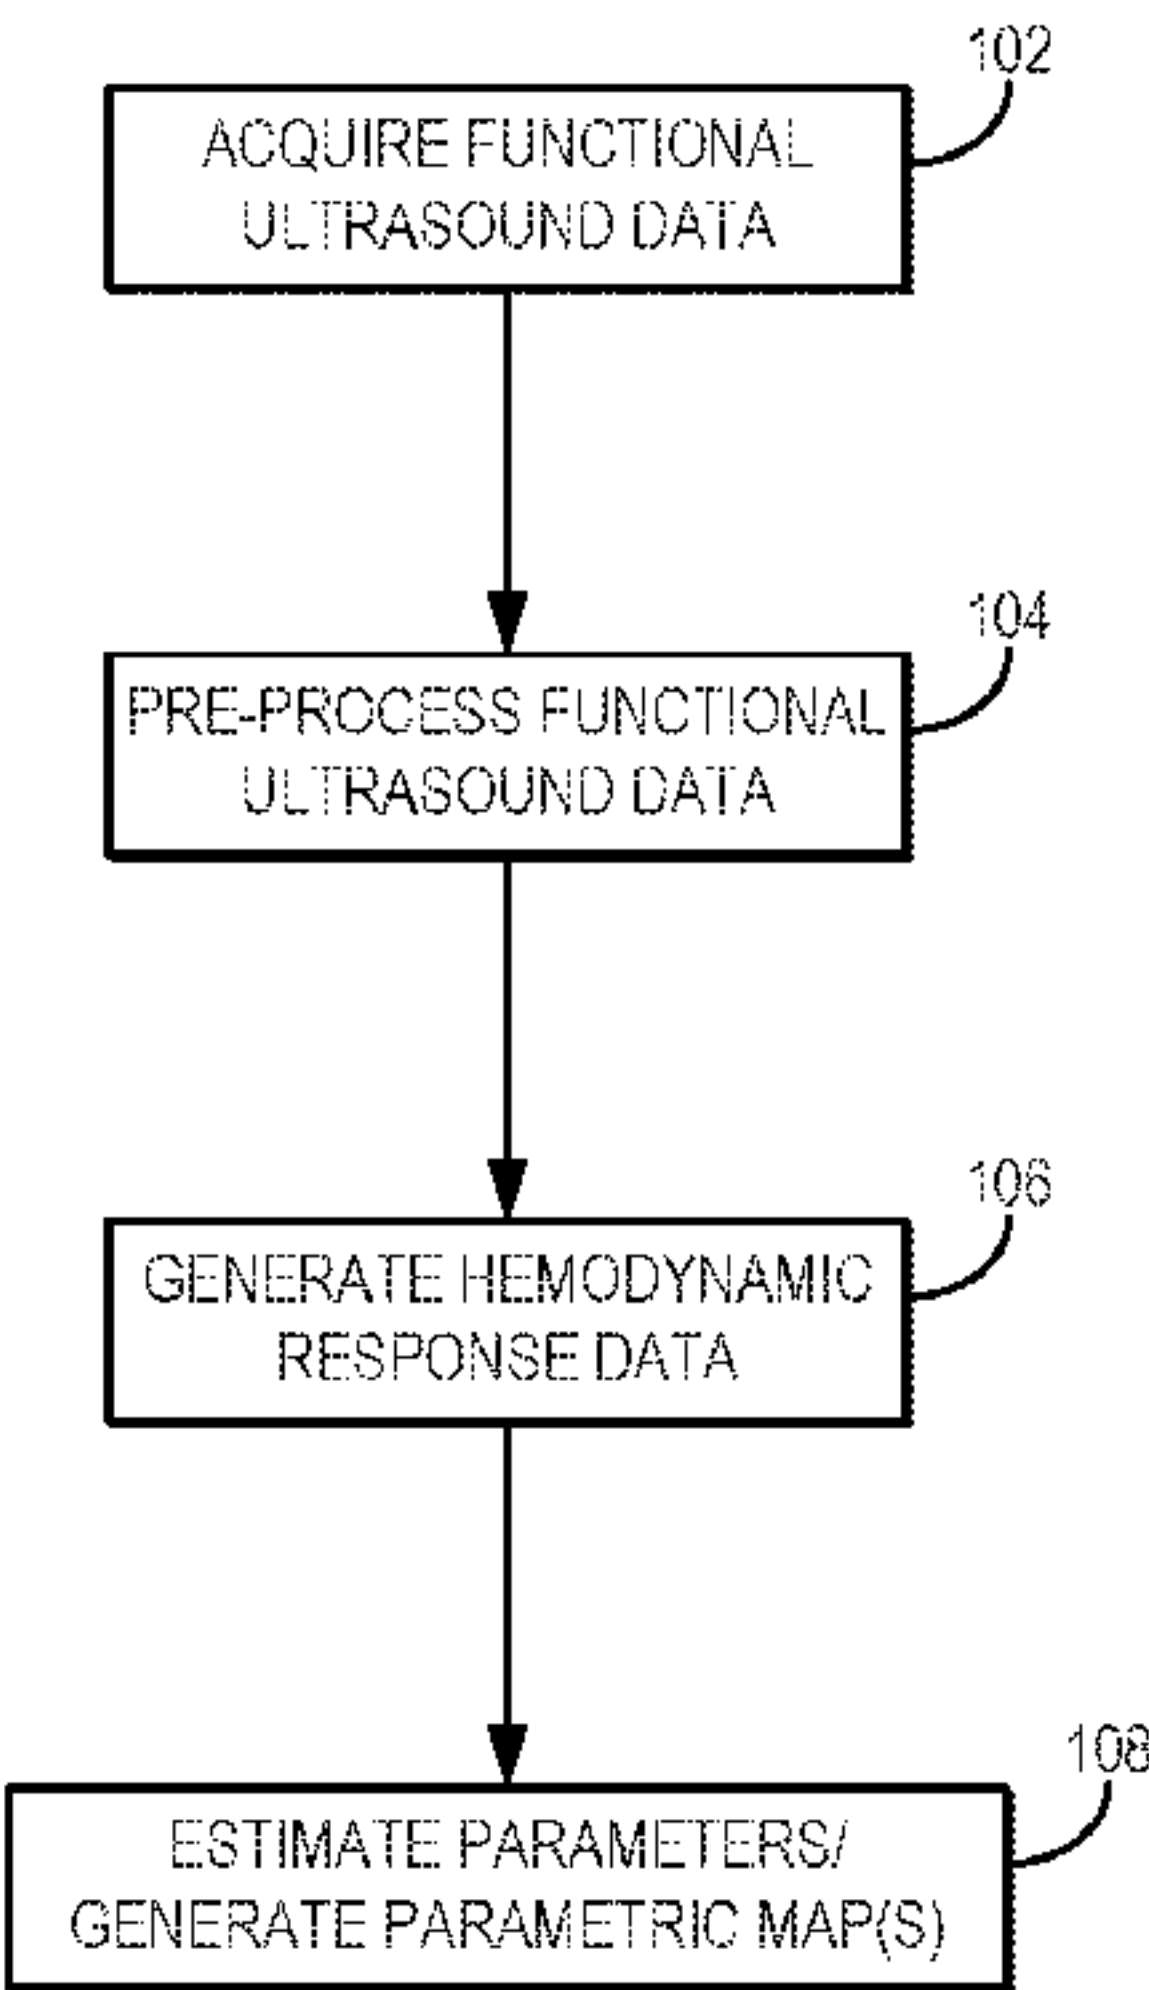 102
ACQUIRE FUNCTIONAL
ULTRASOUND DATA
104
PRE-PROCESS FUNCTIONAL
ULTRASOUND DATA
106
GENERATE HEMODYNAMIC
RESPONSE DATA
108
ESTIMATE PARAMETERS/
GENERATE PARAMETRIC MAP(S)